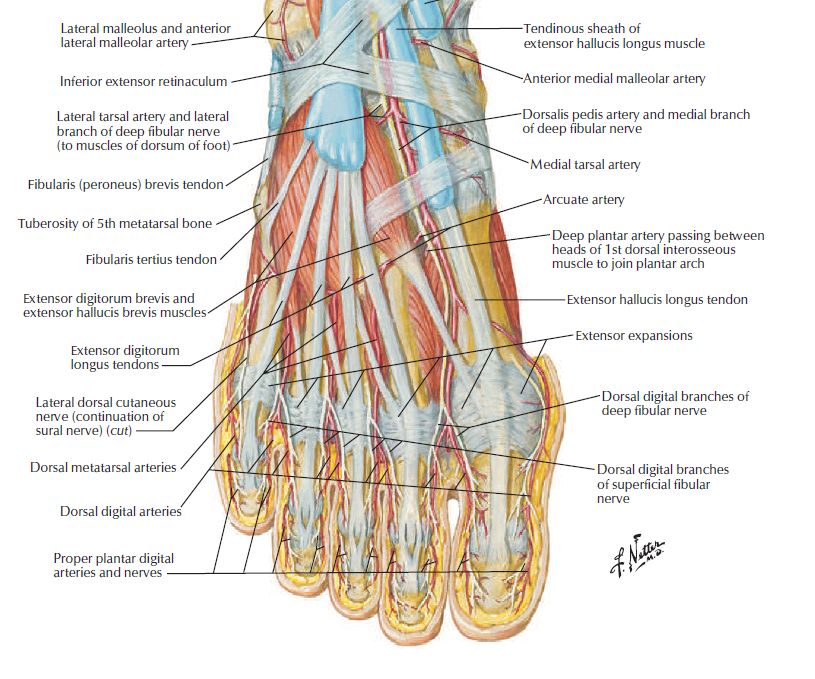 Lateral malleolus and anterior
lateral malleolar artery
Inferior extensor retinaculum
Lateral tarsal artery and lateral
branch of deep fibular nerve
(to muscles of dorsum of foot)
Fibularis (peroneus) brevis tendon
Tuberosity of 5th metatarsal bone
Fibularis tertius tendon
Extensor digitorum brevis and
extensor hallucis brevis muscles
Extensor digitorum
longus tendons
Lateral dorsal cutaneous
nerve (continuation of
sural nerve) (cut)
Dorsal metatarsal arteries
Dorsal digital arteries
Proper plantar digital
arteries and nerves
Tendinous sheath of
extensor hallucis longus muscle
Anterior medial malleolar artery
Dorsalis pedis artery and medial branch
of deep fibular nerve
Medial tarsal artery
Arcuate artery
Deep plantar artery passing between
heads of 1st dorsal interosseous
muscle to join plantar arch
Extensor hallucis longus tendon
Extensor expansions
Dorsal digital branches of
deep fibular nerve
Dorsal digital branches
of superficial fibular
nerve
F. Netter
M.D.